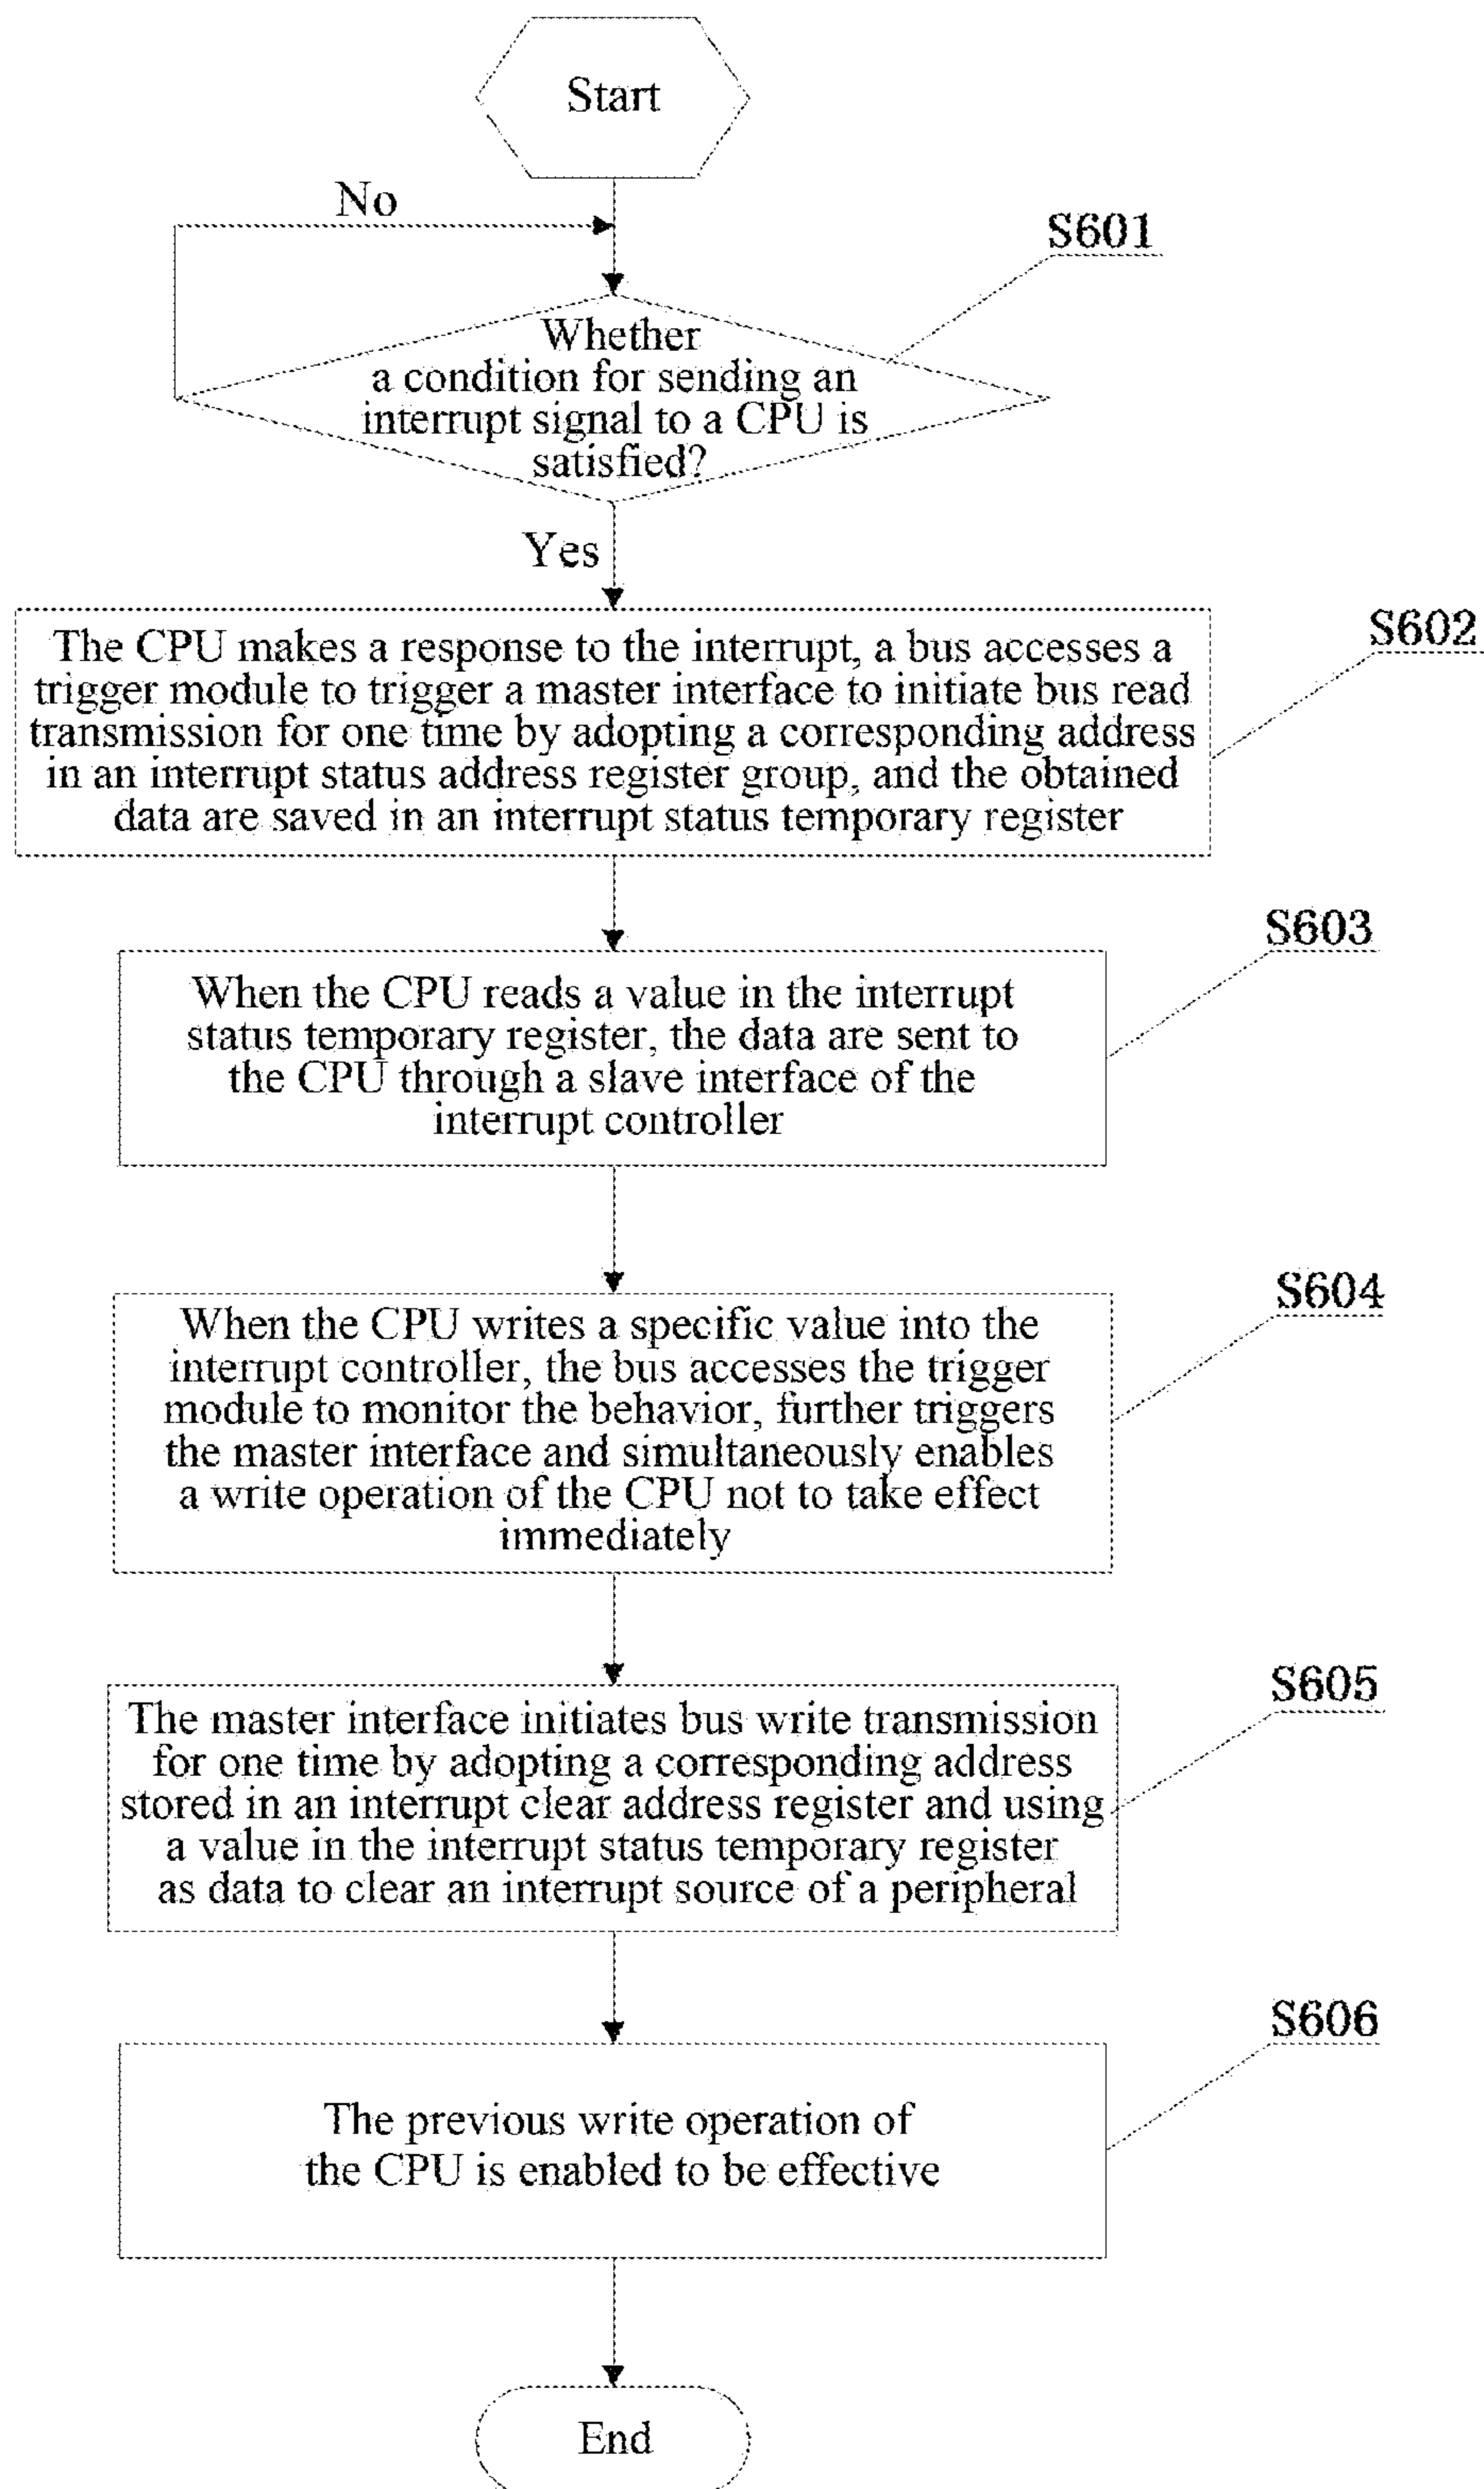 Start
No
S601
Whether
a condition for sending an
interrupt signal to a CPU is
satisfied?
Yes
S602
The CPU makes a response to the interrupt, a bus accesses a
trigger module to trigger a master interface to initiate bus read
transmission for one time by adopting a corresponding address
in an interrupt status address register group, and the obtained
data are saved in an interrupt status temporary register
S603
When the CPU reads a value in the interrupt
status temporary register, the data are sent to
the CPU through a slave interface of the
interrupt controller
S604
When the CPU writes a specific value into the
interrupt controller, the bus accesses the trigger
module to monitor the behavior, further triggers
the master interface and simultaneously enables
a write operation of the CPU not to take effect
immediately
S605
The master interface initiates bus write transmission
for one time by adopting a corresponding address
stored in an interrupt clear address register and using
a value in the interrupt status temporary register
as data to clear an interrupt source of a peripheral
S606
The previous write operation of
the CPU is enabled to be effective
End